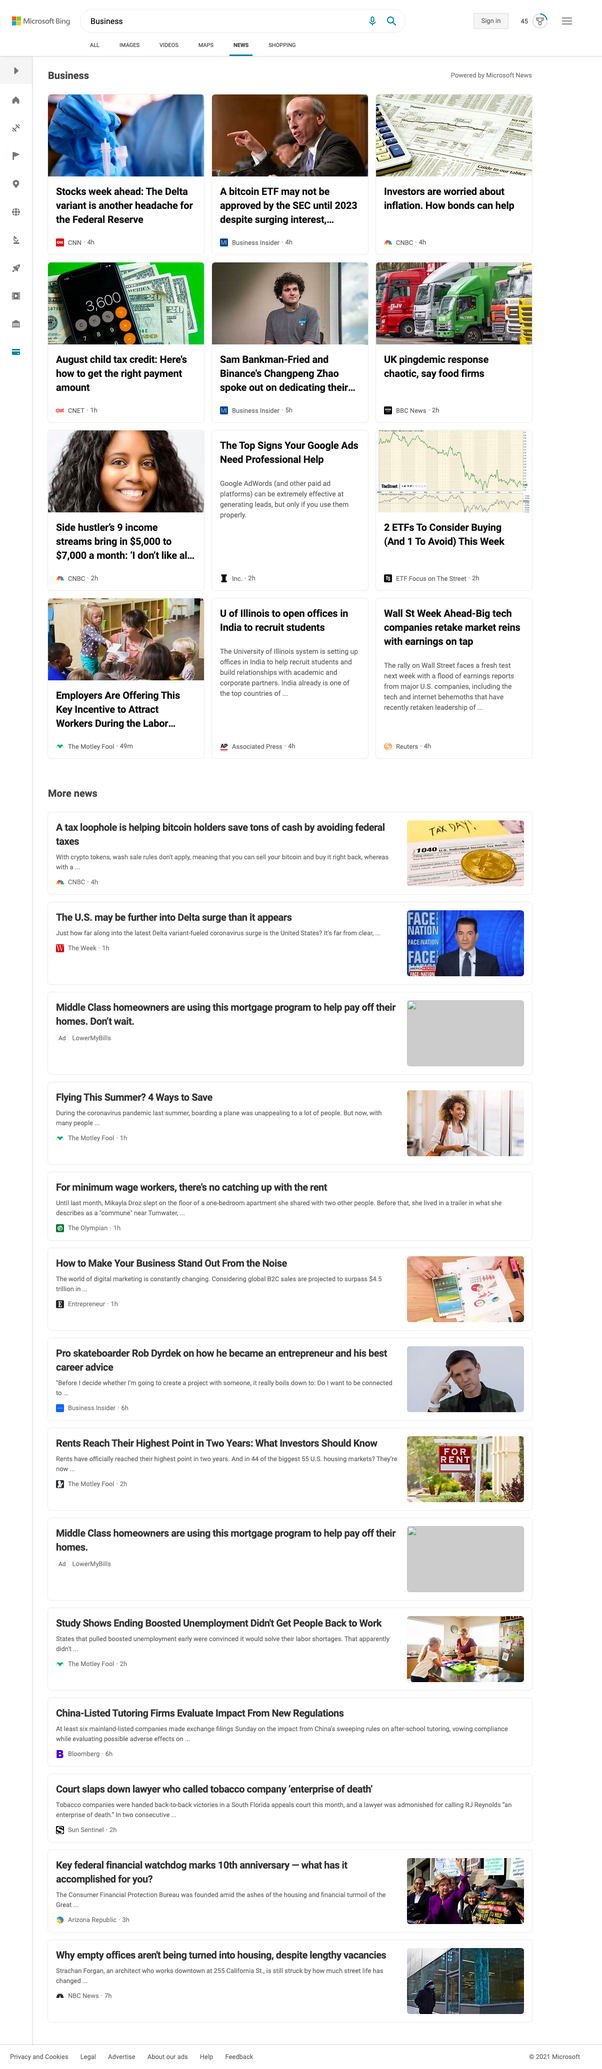 Microsoft Bing
Business
Sign in
45
ALL IMAGES VIDEOS MAPS NEWS SHOPPING
Business
Powered by Microsoft News
Stocks week ahead: The Delta
variant is another headache for
the Federal Reserve
CNN · 4h
A bitcoin ETF may not be
approved by the SEC until 2023
despite surging interest,...
Business Insider · 4h
Guide to our tables
Investors are worried about
inflation. How bonds can help
CNBC · 4h
3,600
August child tax credit: Here's
how to get the right payment
amount
CNET · 1h
Sam Bankman-Fried and
Binance's Changpeng Zhao
spoke out on dedicating their...
Business Insider · 5h
UK pingdemic response
chaotic, say food firms
BBC News · 2h
Side hustler's 9 income
streams bring in $5,000 to
$7,000 a month: 'I don't like al...
CNBC · 2h
The Top Signs Your Google Ads
Need Professional Help
Google AdWords (and other paid ad
platforms) can be extremely effective at
generating leads, but only if you use them
properly.
Inc. · 2h
2 ETFs To Consider Buying
(And 1 To Avoid) This Week
ETF Focus on The Street · 2h
Employers Are Offering This
Key Incentive to Attract
Workers During the Labor...
The Motley Fool · 49m
U of Illinois to open offices in
India to recruit students
The University of Illinois system is setting up
offices in India to help recruit students and
build relationships with academic and
corporate partners. India already is one of
the top countries of ...
AP Associated Press · 4h
Wall St Week Ahead-Big tech
companies retake market reins
with earnings on tap
The rally on Wall Street faces a fresh test
next week with a flood of earnings reports
from major U.S. companies, including the
tech and internet behemoths that have
recently retaken leadership of ...
Reuters · 4h
More news
A tax loophole is helping bitcoin holders save tons of cash by avoiding federal
taxes
With crypto tokens, wash sale rules don't apply, meaning that you can sell your bitcoin and buy it right back, whereas
with a ...
CNBC · 4h
TAX DAY!
1040
The U.S. may be further into Delta surge than it appears
Just how far along into the latest Delta variant-fueled coronavirus surge is the United States? It's far from clear, ...
The Week · 1h
FACE
NATION
FACE
NATION
Middle Class homeowners are using this mortgage program to help pay off their
homes. Don't wait.
Ad LowerMyBills
Flying This Summer? 4 Ways to Save
During the coronavirus pandemic last summer, boarding a plane was unappealing to a lot of people. But now, with
many people ...
The Motley Fool · 1h
For minimum wage workers, there's no catching up with the rent
Until last month, Mikayla Droz slept on the floor of a one-bedroom apartment she shared with two other people. Before that, she lived in a trailer in what she
describes as a "commune" near Tumwater, ...
The Olympian · 1h
How to Make Your Business Stand Out From the Noise
The world of digital marketing is constantly changing. Considering global B2C sales are projected to surpass $4.5
trillion in ...
Entrepreneur · 1h
Pro skateboarder Rob Dyrdek on how he became an entrepreneur and his best
career advice
"Before I decide whether I'm going to create a project with someone, it really boils down to: Do I want to be connected
to ...
Business Insider · 6h
Rents Reach Their Highest Point in Two Years: What Investors Should Know
Rents have officially reached their highest point in two years. And in 44 of the biggest 55 U.S. housing markets? They're
now ...
The Motley Fool · 2h
FOR
RENT
Middle Class homeowners are using this mortgage program to help pay off their
homes.
Ad LowerMyBills
Study Shows Ending Boosted Unemployment Didn't Get People Back to Work
States that pulled boosted unemployment early were convinced it would solve their labor shortages. That apparently
didn't ...
The Motley Fool · 2h
China-Listed Tutoring Firms Evaluate Impact From New Regulations
At least six mainland-listed companies made exchange filings Sunday on the impact from China's sweeping rules on after-school tutoring, vowing compliance
while evaluating possible adverse effects on ...
Bloomberg · 6h
Court slaps down lawyer who called tobacco company 'enterprise of death'
Tobacco companies were handed back-to-back victories in a South Florida appeals court this month, and a lawyer was admonished for calling RJ Reynolds "an
enterprise of death." In two consecutive ...
Sun Sentinel · 2h
Key federal financial watchdog marks 10th anniversary — what has it
accomplished for you?
The Consumer Financial Protection Bureau was founded amid the ashes of the housing and financial turmoil of the
Great ...
Arizona Republic · 3h
Why empty offices aren't being turned into housing, despite lengthy vacancies
Strachan Forgan, an architect who works downtown at 255 California St., is still struck by how much street life has
changed ...
NBC News · 7h
Privacy and Cookies Legal Advertise About our ads Help Feedback © 2021 Microsoft